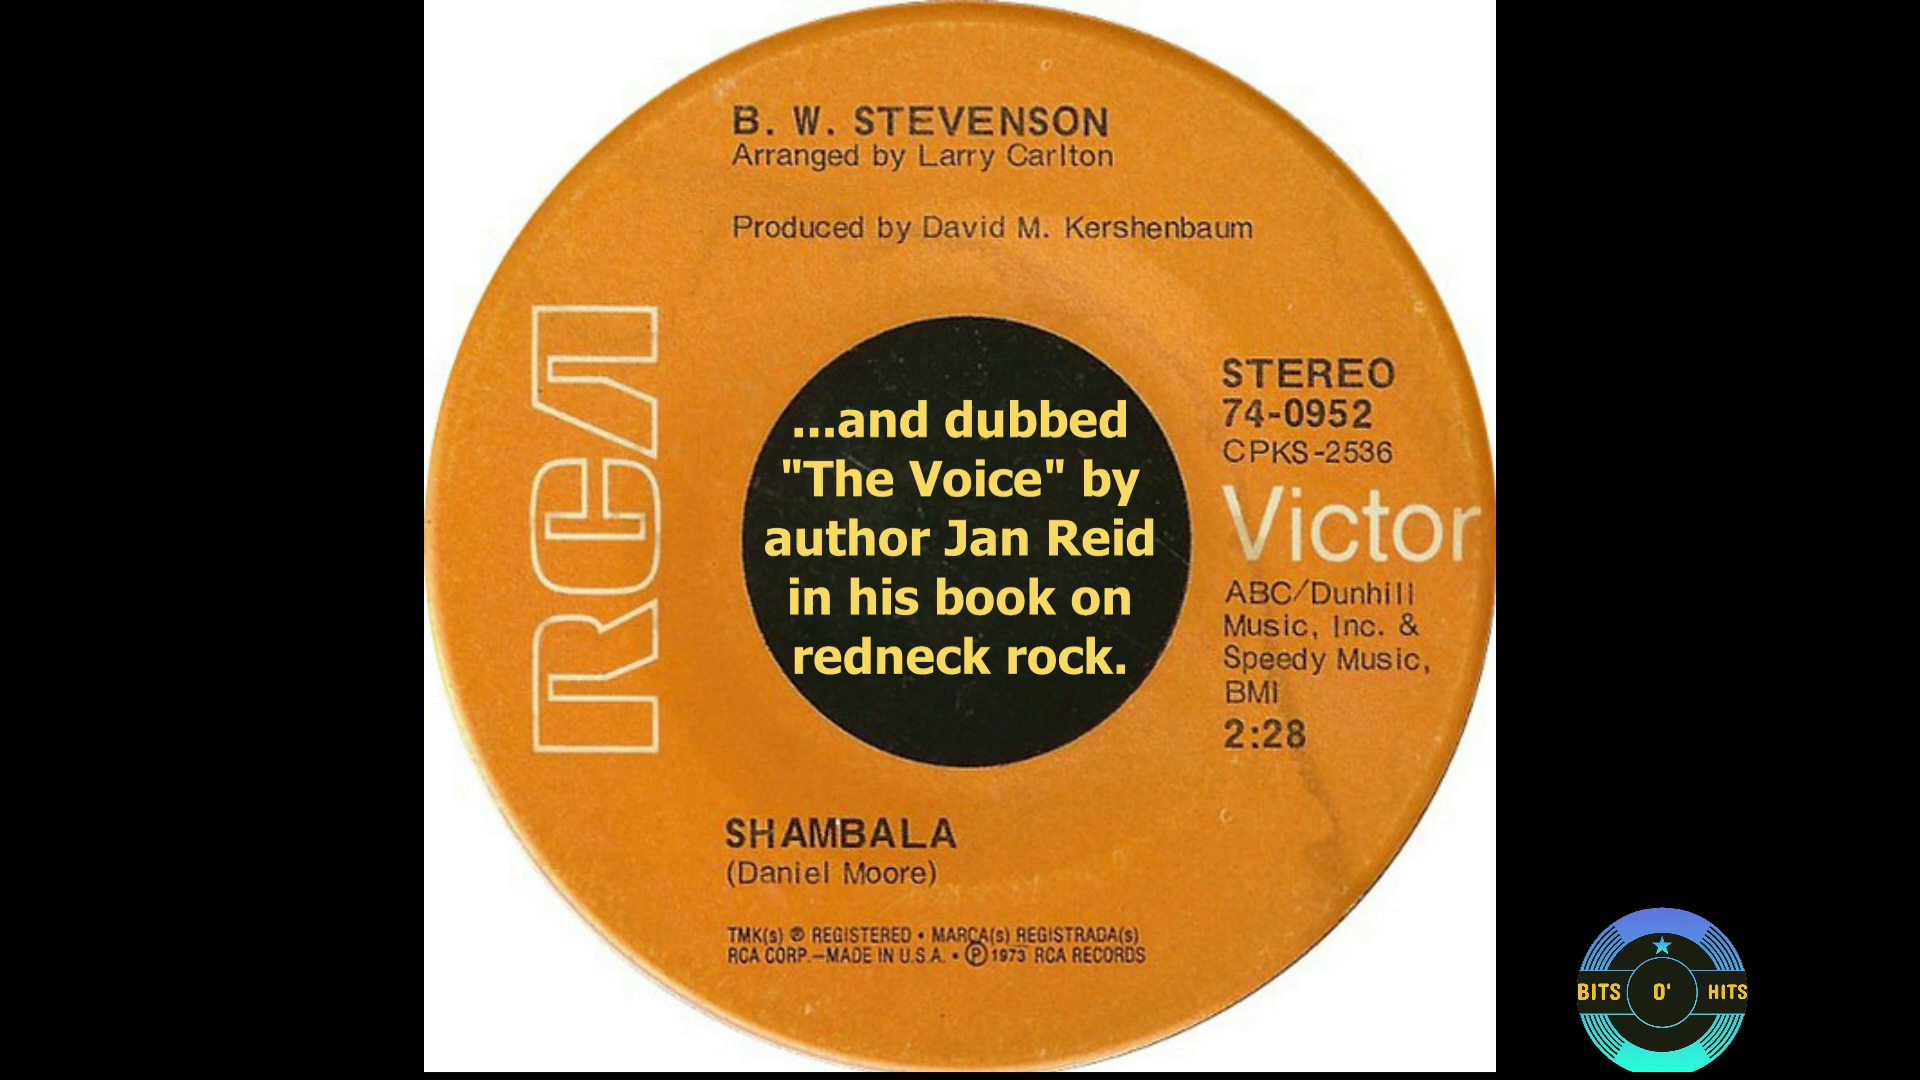 B. W. STEVENSON
Arranged by Larry Carlton
Produced by David M. Kershenbaum
RCA
...and dubbed
"The Voice" by
author Jan Reid
in his book on
redneck rock.
STEREO
74-0952
CPKS-2536
Victor
ABC/Dunhill
Music, Inc. &
Speedy Music,
BMI
2:28
SHAMBALA
(Daniel Moore)
TMK(s) ® REGISTERED • MARCA(s) REGISTRADA(s)
RCA CORP.—MADE IN U.S.A. • ℗ 1973 RCA RECORDS
BITS O' HITS